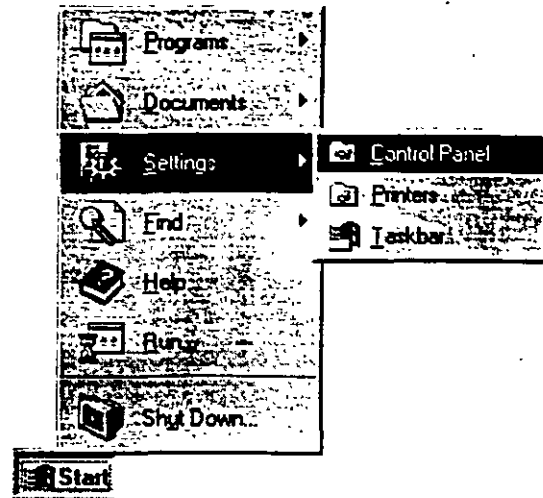 Programs
Documents
Settings
Control Panel
Find
Printers
Taskbar...
Help
Run...
Shut Down...
Start